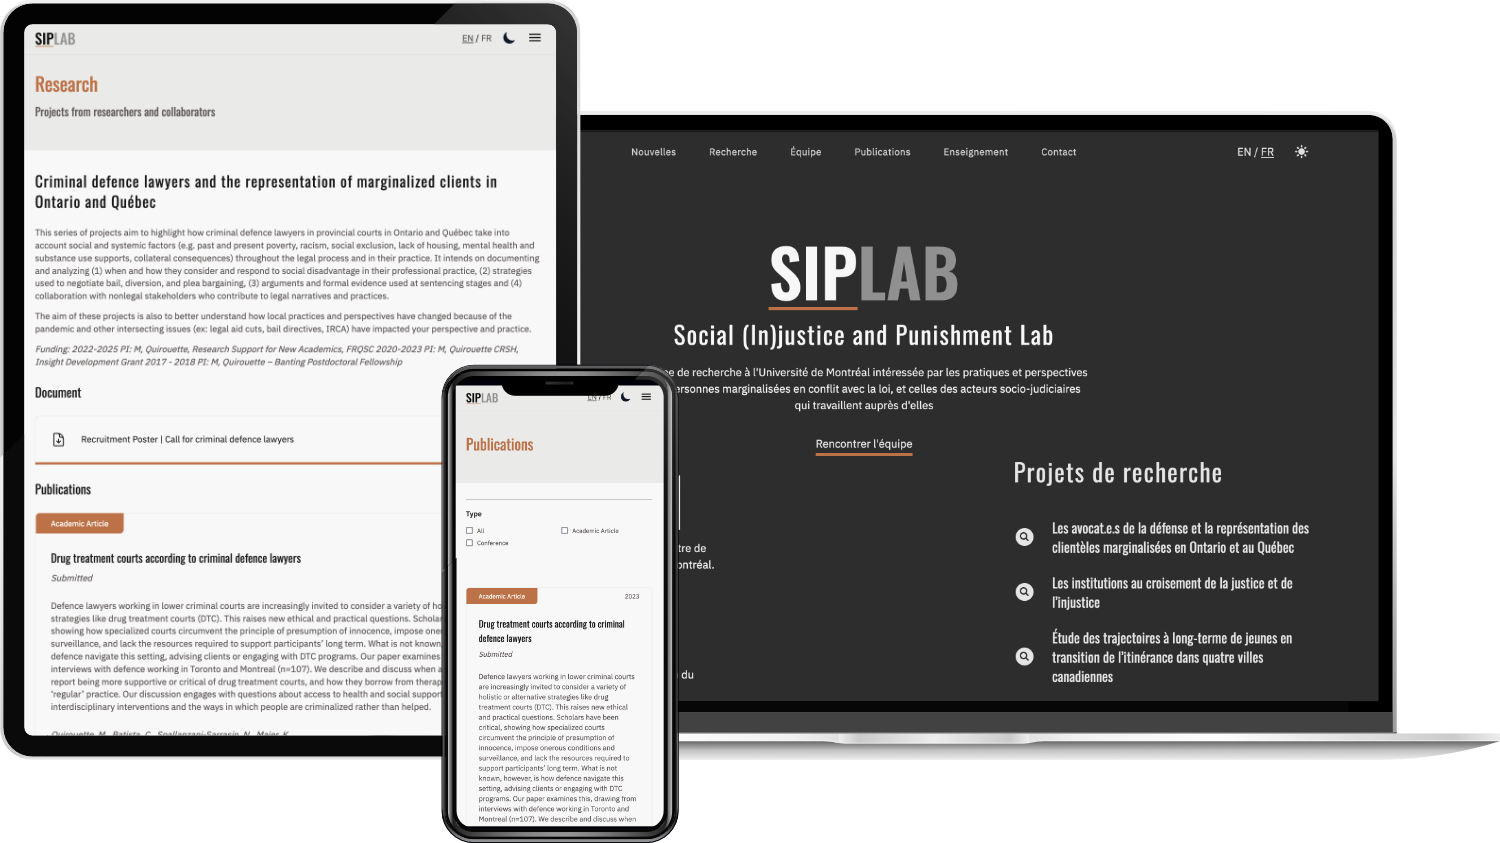 SIPLAB
EN / FR
Research
Projects from researchers and collaborators
Criminal defence lawyers and the representation of marginalized clients in
Ontario and Québec
This series of projects aim to highlight how criminal defence lawyers in provincial courts in Ontario and Québec take into
account social and systemic factors (e.g. past and present poverty, racism, social exclusion, lack of housing, mental health and
substance use supports, collateral consequences) throughout the legal process and in their practice. It intends on documenting
and analyzing (1) when and how they consider and respond to social disadvantage in their professional practice, (2) strategies
used to negotiate bail, diversion, and plea bargaining, (3) arguments and formal evidence used at sentencing stages and (4)
collaboration with nonlegal stakeholders who contribute to legal narratives and practices.
The aim of these projects is also to better understand how local practices and perspectives have changed because of the
pandemic and other intersecting issues (ex: legal aid cuts, bail directives, IRCA) have impacted your perspective and practice.
Funding: 2022-2025 PI: M, Quirouette, Research Support for New Academics, FRQSC 2020-2023 PI: M, Quirouette CRSH,
Insight Development Grant 2017 - 2018 PI: M, Quirouette – Banting Postdoctoral Fellowship
Document
Recruitment Poster | Call for criminal defence lawyers
Publications
Academic Article
Drug treatment courts according to criminal defence lawyers
Submitted
Defence lawyers working in lower criminal courts are increasingly invited to consider a variety of ho
strategies like drug treatment courts (DTC). This raises new ethical and practical questions. Scholar
showing how specialized courts circumvent the principle of presumption of innocence, impose oner
surveillance, and lack the resources required to support participants' long term. What is not known,
defence navigate this setting, advising clients or engaging with DTC programs. Our paper examines
interviews with defence working in Toronto and Montreal (n=107). We describe and discuss when a
report being more supportive or critical of drug treatment courts, and how they borrow from therap
'regular' practice. Our discussion engages with questions about access to health and social support
interdisciplinary interventions and the ways in which people are criminalized rather than helped.
Quirouette, M., Batista, C., Spallanzani-Sarrasin, N., Maier, K.
SIPLAB
EN / FR
Publications
Type
All
Academic Article
Conference
Academic Article
2023
Drug treatment courts according to criminal
defence lawyers
Submitted
Defence lawyers working in lower criminal courts
are increasingly invited to consider a variety of
holistic or alternative strategies like drug
treatment courts (DTC). This raises new ethical
and practical questions. Scholars have been
critical, showing how specialized courts
circumvent the principle of presumption of
innocence, impose onerous conditions and
surveillance, and lack the resources required to
support participants' long term. What is not
known, however, is how defence navigate this
setting, advising clients or engaging with DTC
programs. Our paper examines this, drawing from
interviews with defence working in Toronto and
Montreal (n=107). We describe and discuss when
Nouvelles
Recherche
Équipe
Publications
Enseignement
Contact
EN / FR
SIPLAB
Social (In)justice and Punishment Lab
pe de recherche à l'Université de Montréal intéressée par les pratiques et perspectives
ersonnes marginalisées en conflit avec la loi, et celles des acteurs socio-judiciaires
qui travaillent auprès d'elles
Rencontrer l'équipe
tre de
ontréal.
du
Projets de recherche
Les avocat.e.s de la défense et la représentation des
clientèles marginalisées en Ontario et au Québec
Les institutions au croisement de la justice et de
l'injustice
Étude des trajectoires à long-terme de jeunes en
transition de l'itinérance dans quatre villes
canadiennes